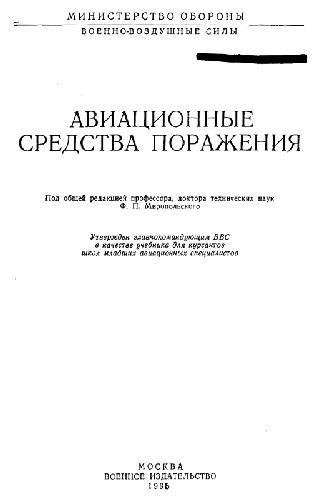 МИНИСТЕРСТВО ОБОРОНЫ
ВОЕННО-ВОЗДУШНЫЕ СИЛЫ
АВИАЦИОННЫЕ
СРЕДСТВА ПОРАЖЕНИЯ
Под общей редакцией профессора, доктора технических наук
Ф. П. Миропольского
Утвержден главнокомандующим ВВС
в качестве учебника для курсантов
школ младших авиационных специалистов
МОСКВА
ВОЕННОЕ ИЗДАТЕЛЬСТВО
1995